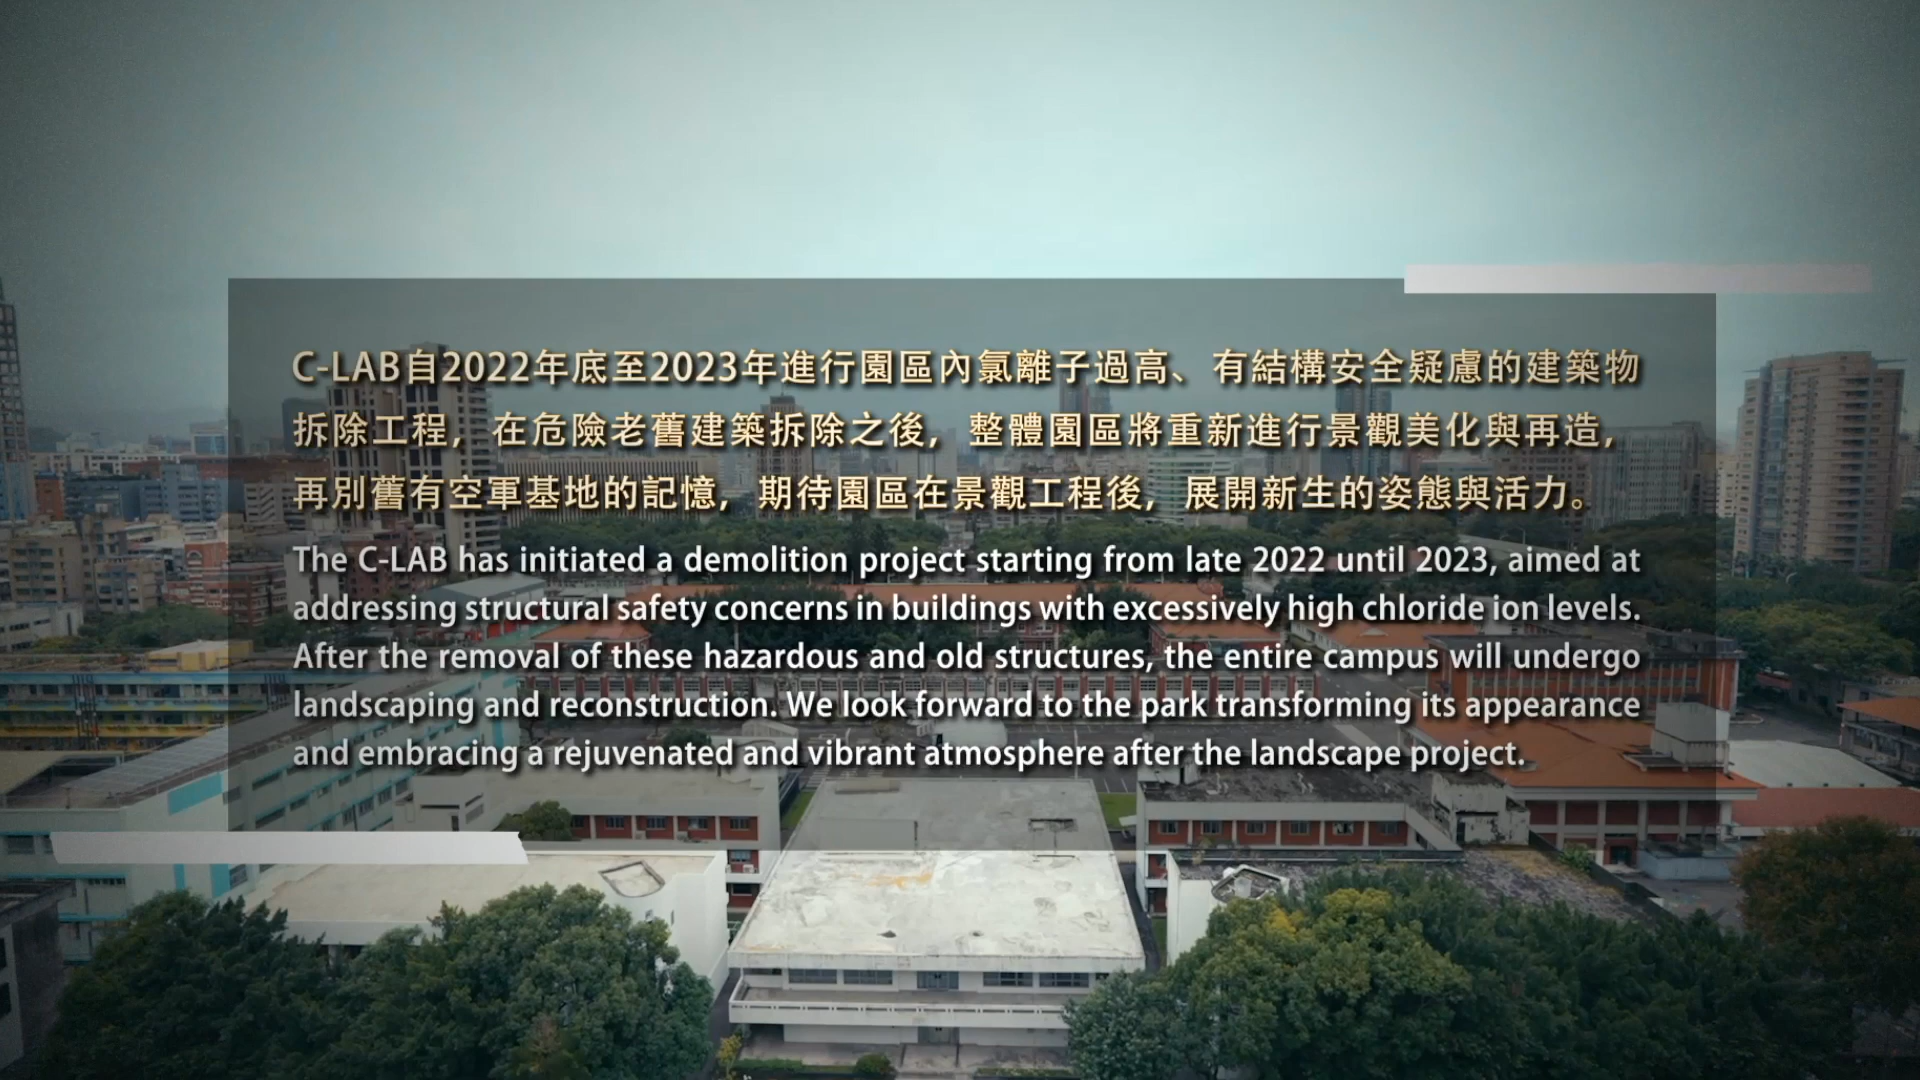 C-LAB自2022年底至2023年進行園區內氯離子過高、有結構安全疑慮的建築物
拆除工程，在危險老舊建築拆除之後，整體園區將重新進行景觀美化與再造，
再別舊有空軍基地的記憶，期待園區在景觀工程後，展開新生的姿態與活力。
The C-LAB has initiated a demolition project starting from late 2022 until 2023, aimed at
addressing structural safety concerns in buildings with excessively high chloride ion levels.
After the removal of these hazardous and old structures, the entire campus will undergo
landscaping and reconstruction. We look forward to the park transforming its appearance
and embracing a rejuvenated and vibrant atmosphere after the landscape project.